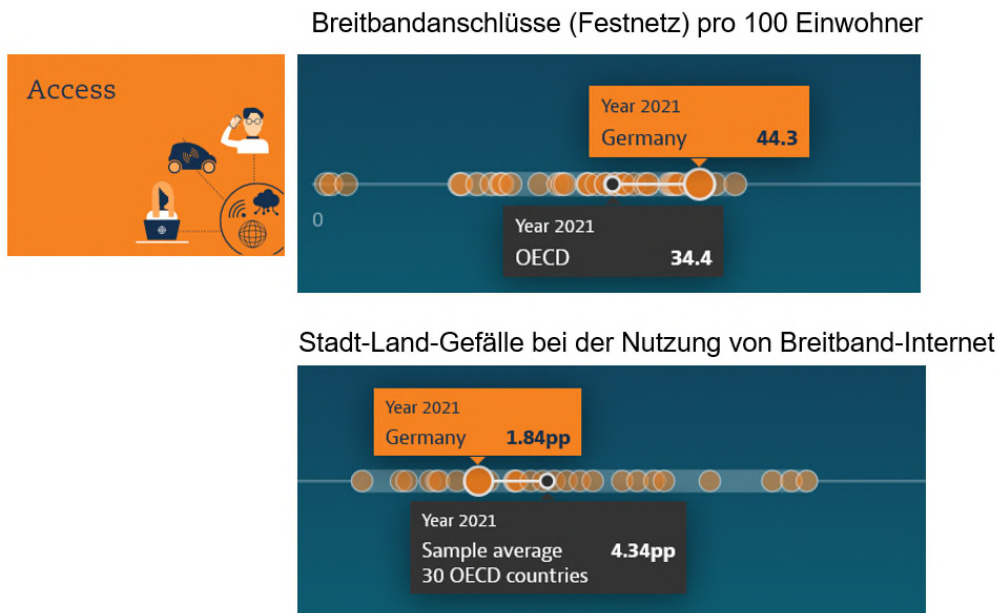 Breitbandanschlüsse (Festnetz) pro 100 Einwohner
Access
Year 2021
Germany 44.3
0
Year 2021
OECD 34.4
Stadt-Land-Gefälle bei der Nutzung von Breitband-Internet
Year 2021
Germany 1.84pp
Year 2021
Sample average 4.34pp
30 OECD countries